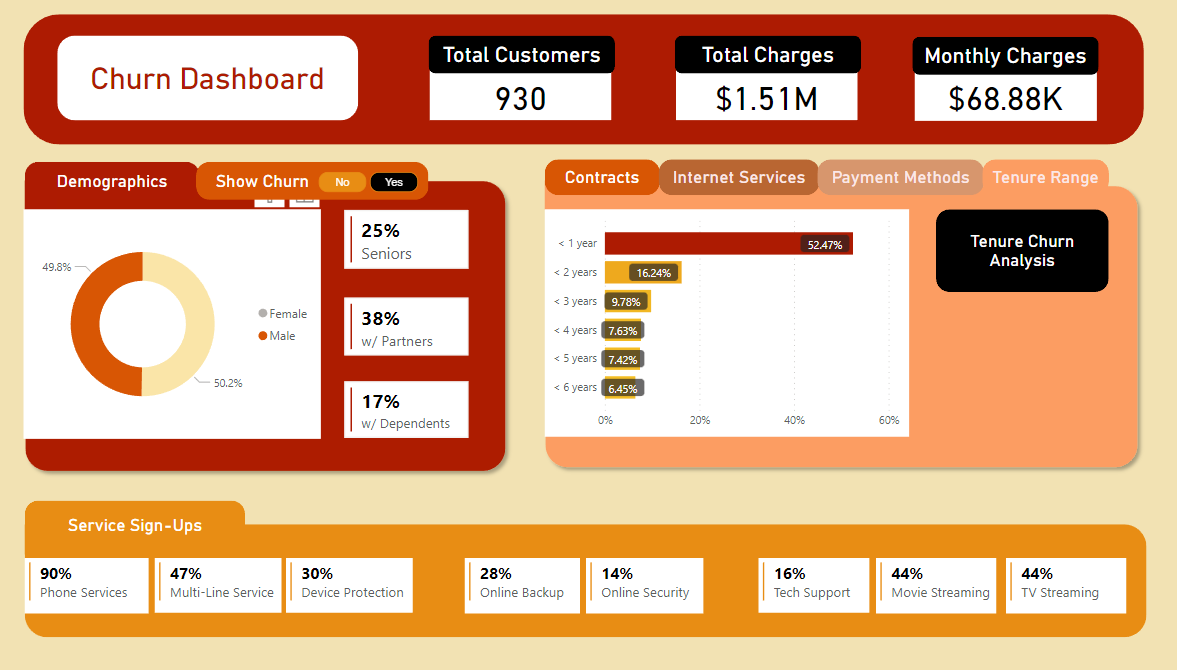 Churn Dashboard
Total Customers
930
Total Charges
$1.51M
Monthly Charges
$68.88K
Demographics
Show Churn
No
Yes
49.8%
50.2%
Female
Male
25%
Seniors
38%
w/ Partners
17%
w/ Dependents
Contracts
Internet Services
Payment Methods
Tenure Range
< 1 year
52.47%
< 2 years
16.24%
< 3 years
9.78%
< 4 years
7.63%
< 5 years
7.42%
< 6 years
6.45%
0%
20%
40%
60%
Tenure Churn
Analysis
Service Sign-Ups
90%
Phone Services
47%
Multi-Line Service
30%
Device Protection
28%
Online Backup
14%
Online Security
16%
Tech Support
44%
Movie Streaming
44%
TV Streaming